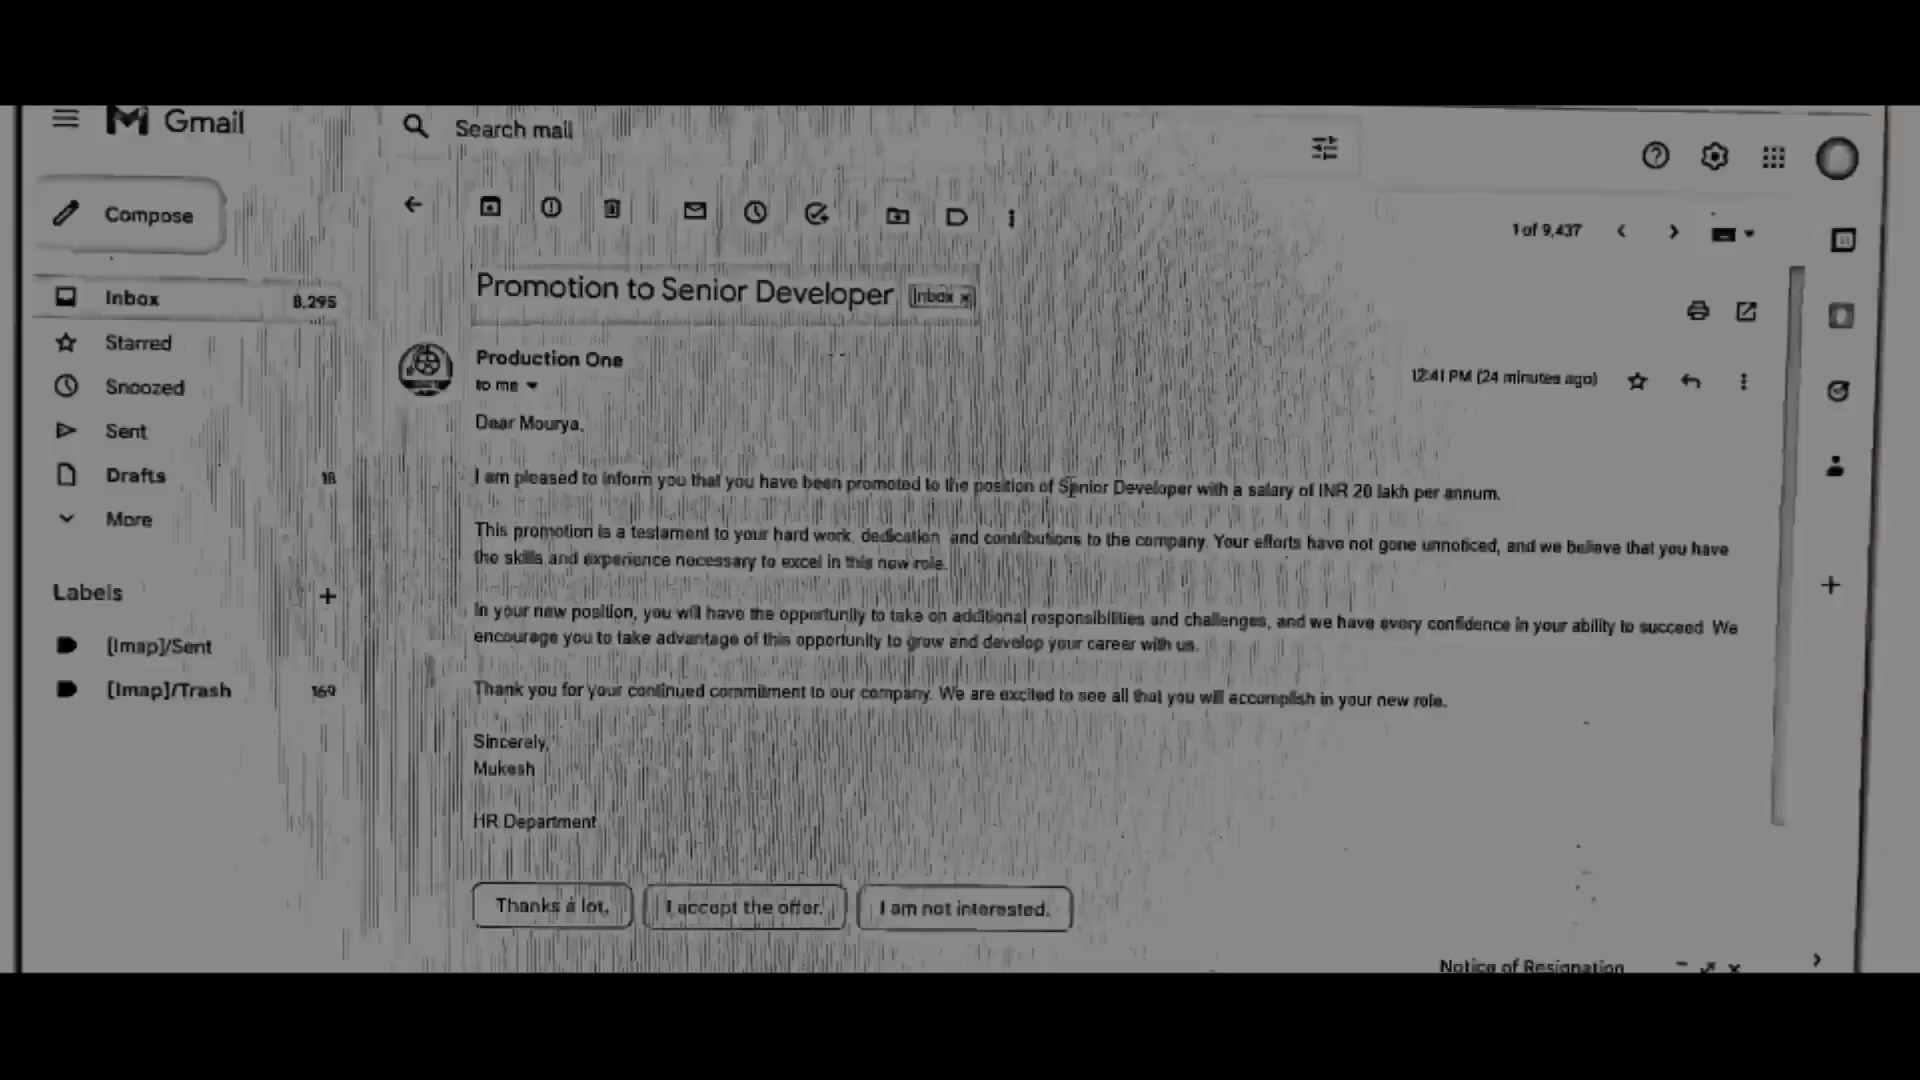 Gmail
Search mail
Compose
1 of 9,437
Inbox 8,295
Promotion to Senior Developer Inbox x
Starred
Production One
12:41 PM (24 minutes ago)
to me
Snoozed
Dear Mourya,
Sent
Drafts 18
I am pleased to inform you that you have been promoted to the position of Senior Developer with a salary of INR 20 lakh per annum.
More
This promotion is a testament to your hard work, dedication and contributions to the company. Your efforts have not gone unnoticed, and we believe that you have
the skills and experience necessary to excel in this new role.
Labels
In your new position, you will have the opportunity to take on additional responsibilities and challenges, and we have every confidence in your ability to succeed. We
encourage you to take advantage of this opportunity to grow and develop your career with us.
[Imap]/Sent
[Imap]/Trash 169
Thank you for your continued commitment to our company. We are excited to see all that you will accomplish in your new role.
Sincerely,
Mukesh
HR Department
Thanks a lot.
I accept the offer.
I am not interested.
Notice of Resignation